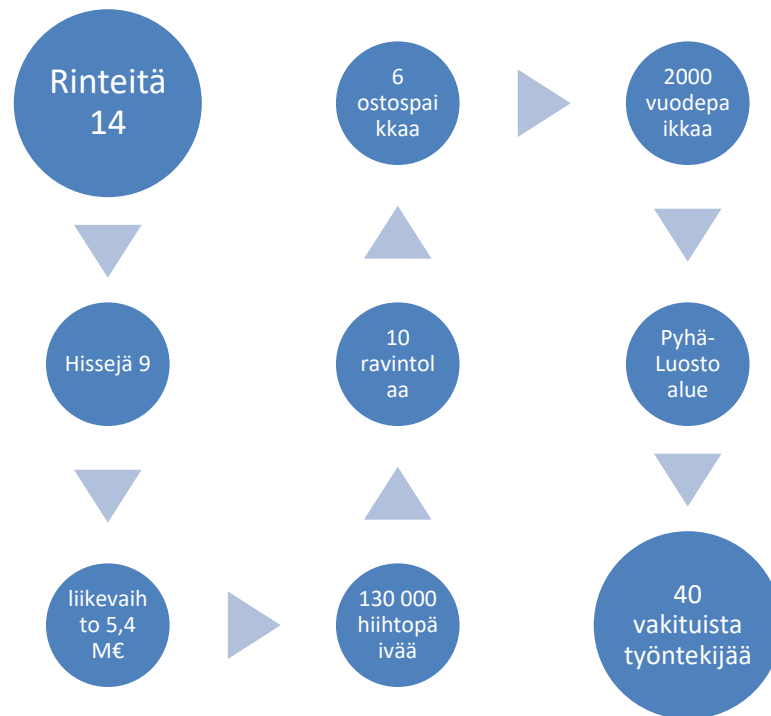 Rinteitä
14
Hissejä 9
liikevaih
to 5,4
M€
130 000
hiihtopä
ivää
10
ravintol
aa
6
ostospai
kkaa
2000
vuodepa
ikkaa
Pyhä-
Luosto
alue
40
vakituista
työntekijää